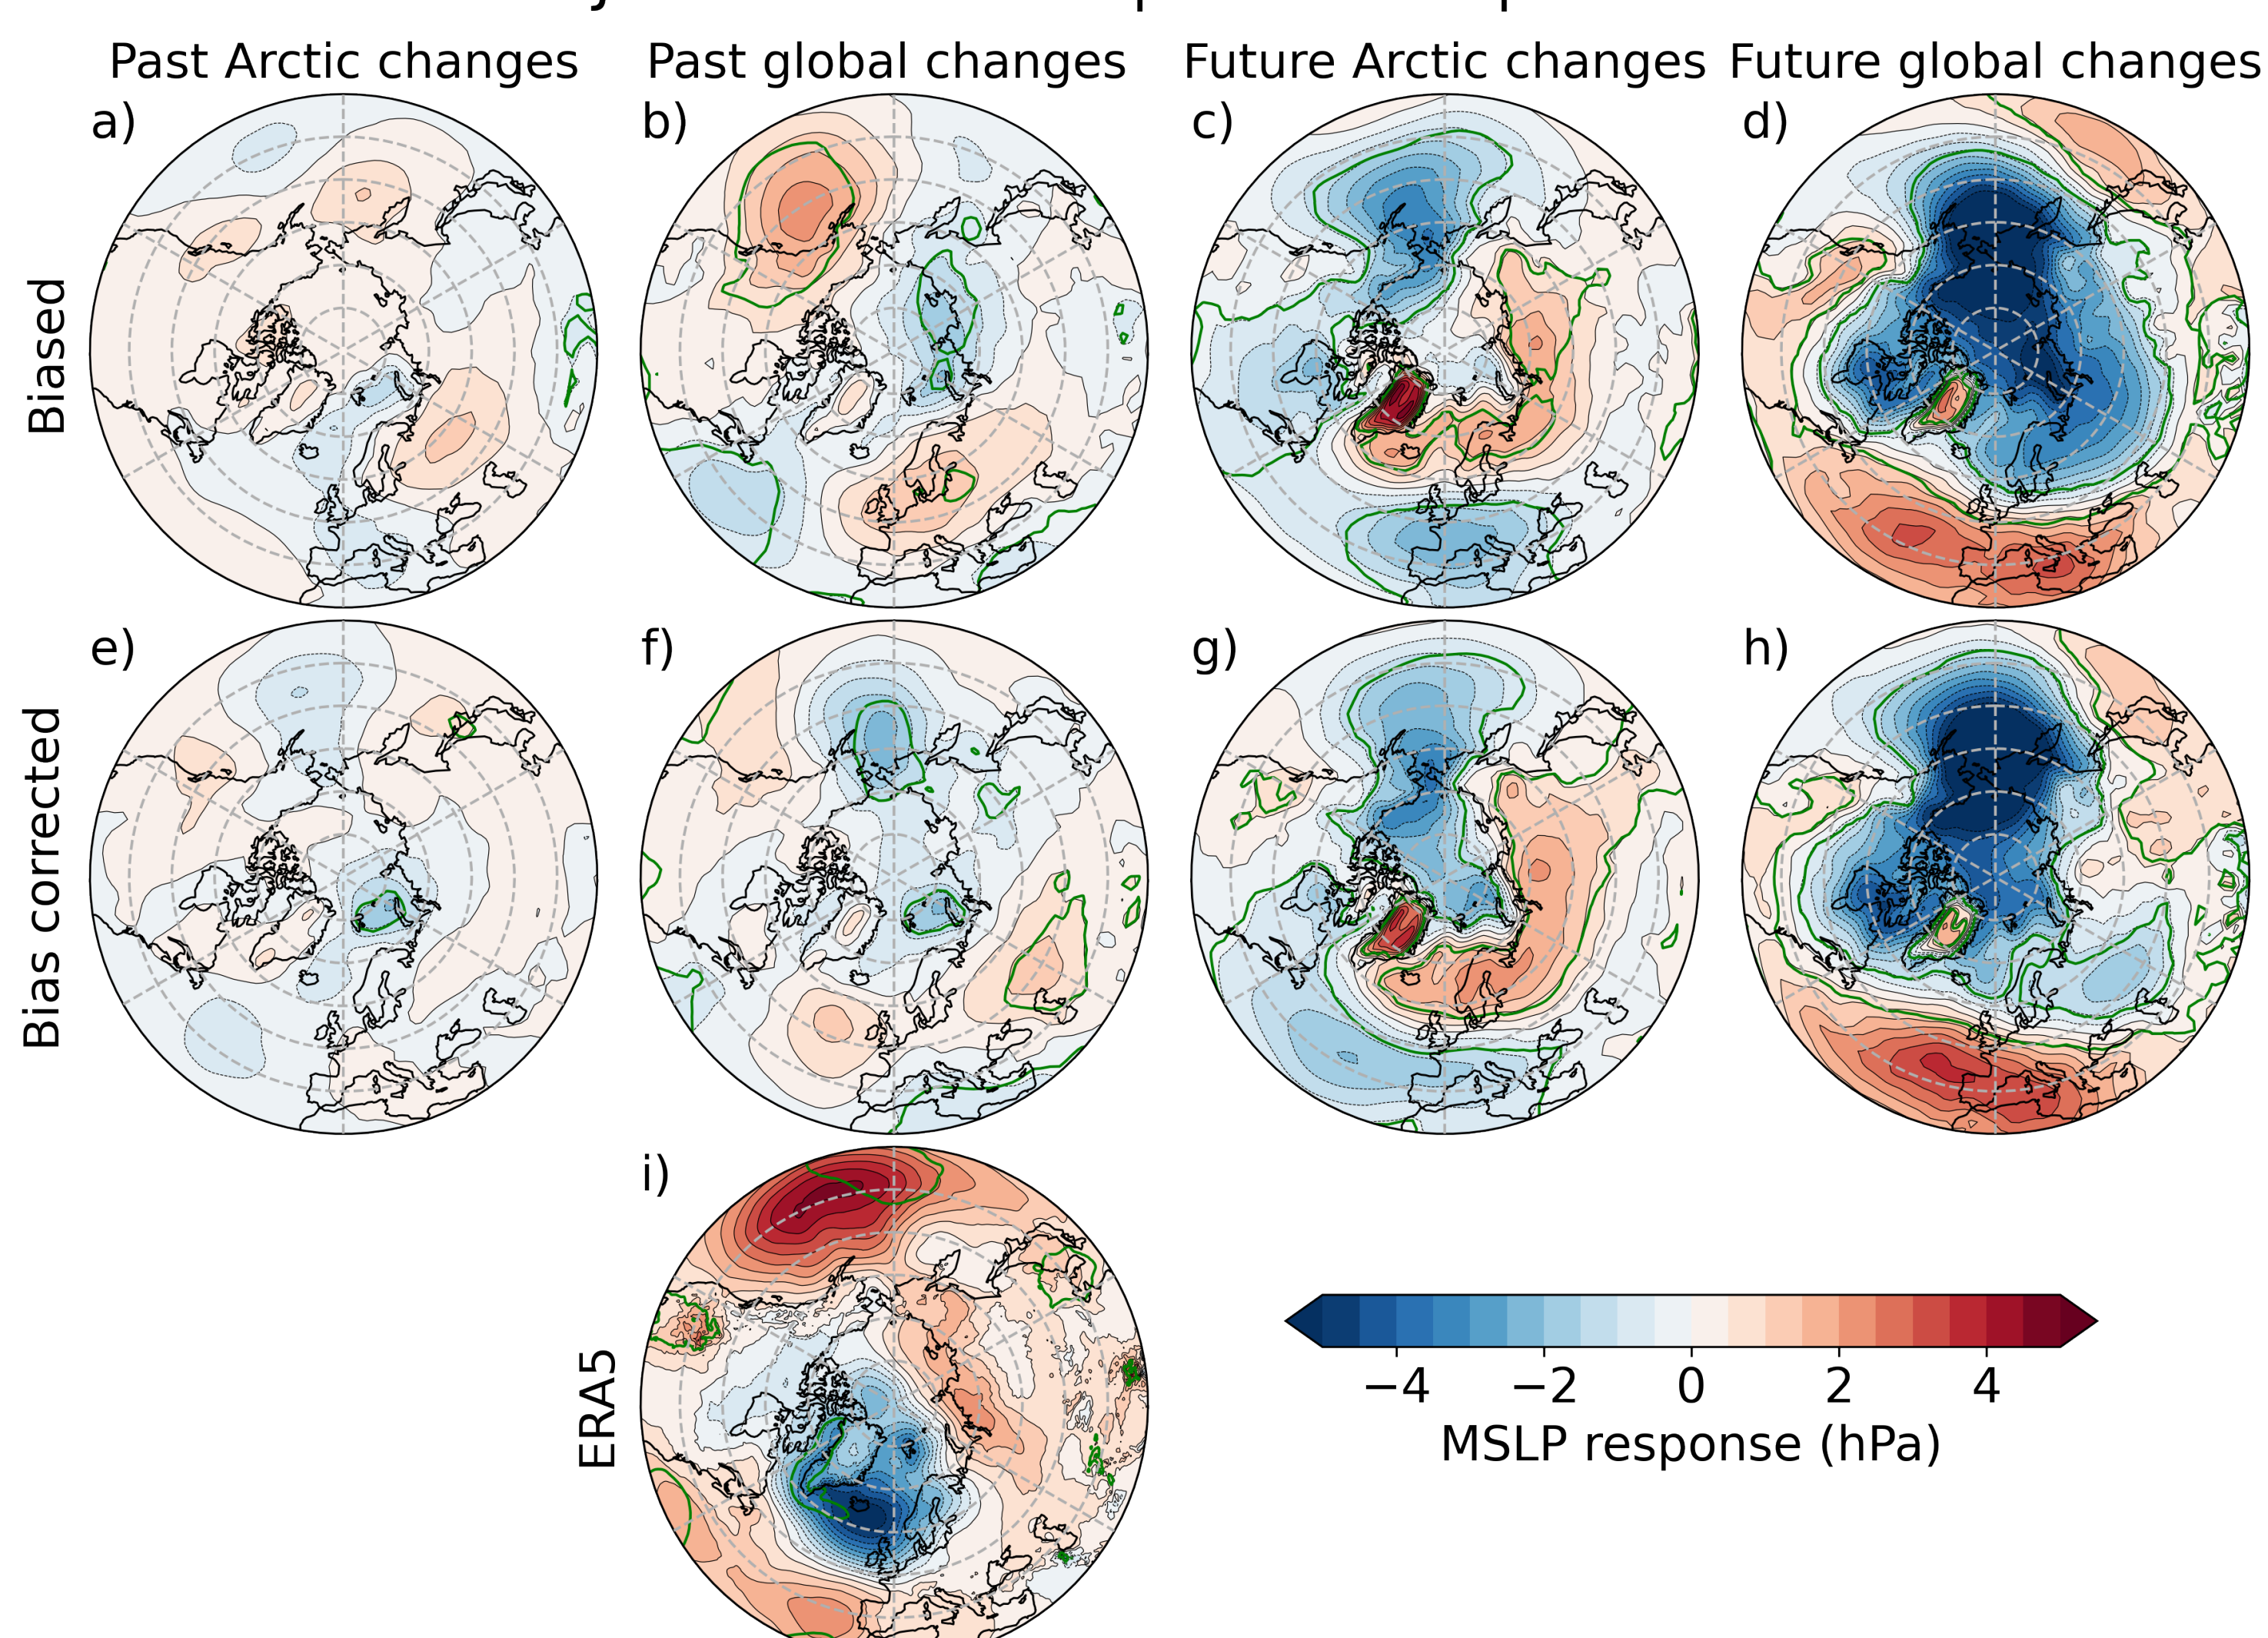 Past Arctic changes Past global changes Future Arctic changes Future global changes
a) b) c) d)
Biased
e) f) g) h)
Bias corrected
i)
ERA5
−4 −2 0 2 4
MSLP response (hPa)